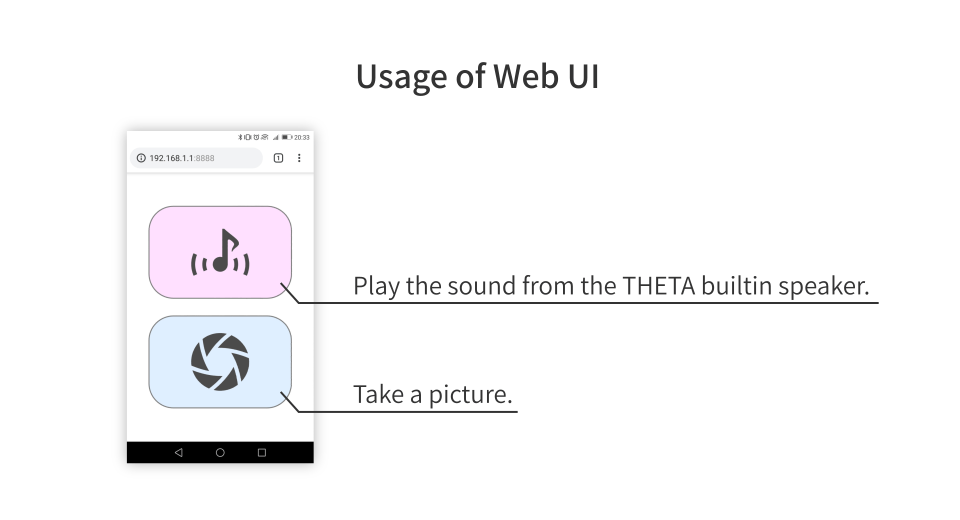 Usage of Web UI
20:33
192.168.1.1:8888
1
Play the sound from the THETA builtin speaker.
Take a picture.